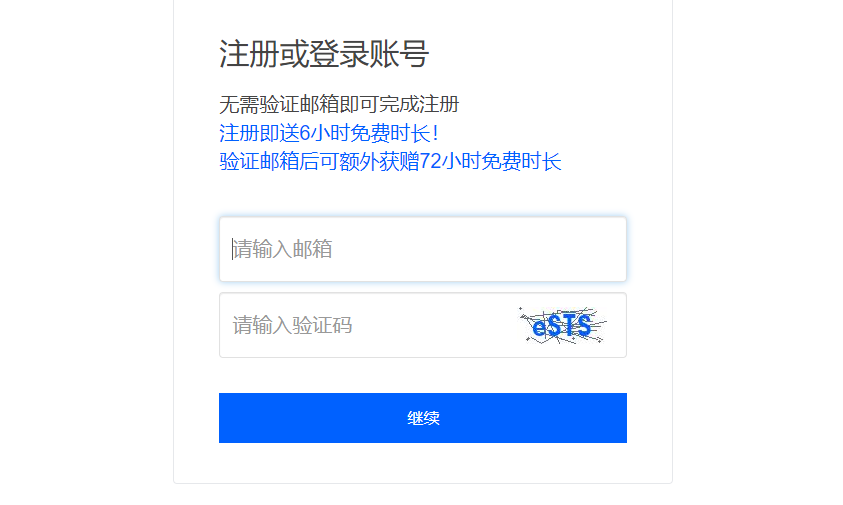 注册或登录账号
无需验证邮箱即可完成注册
注册即送6小时免费时长！
验证邮箱后可额外获赠72小时免费时长
请输入邮箱
请输入验证码
eSTS
继续